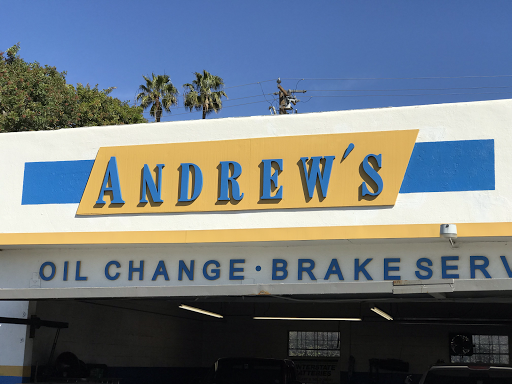 ANDREW'S
OIL CHANGE · BRAKE SERV